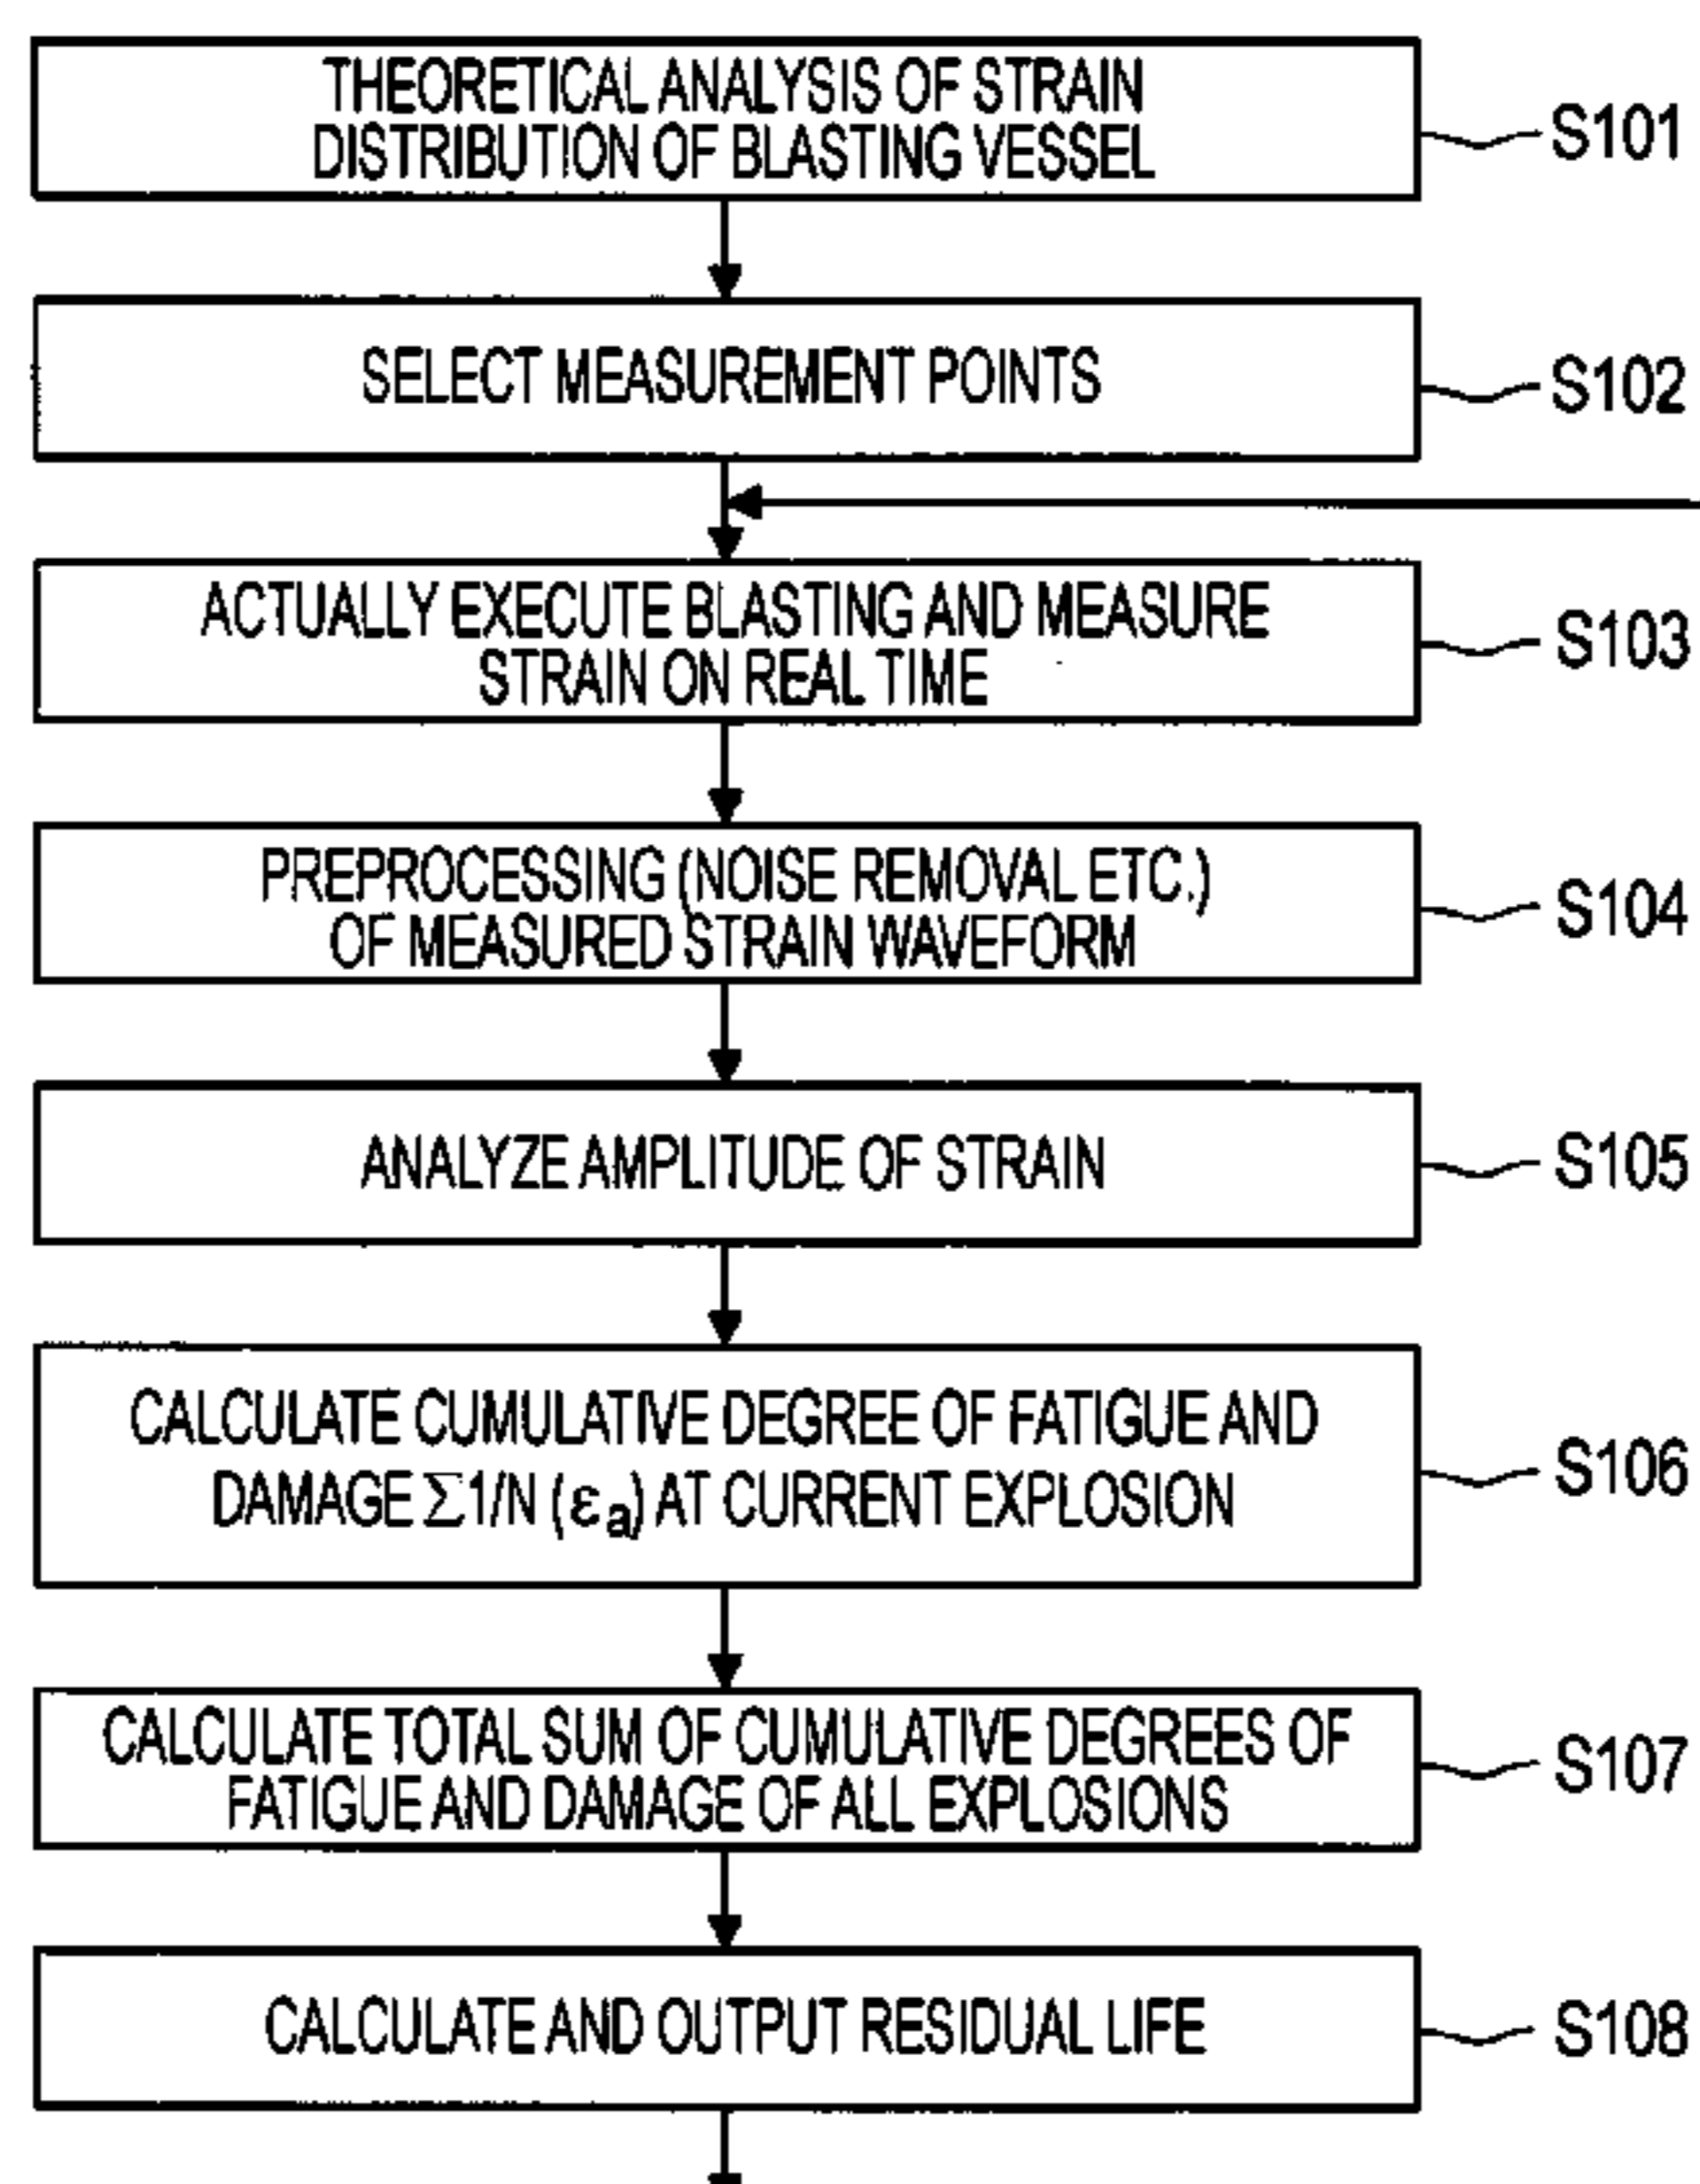 THEORETICAL ANALYSIS OF STRAIN
DISTRIBUTION OF BLASTING VESSEL
S101
SELECT MEASUREMENT POINTS
S102
ACTUALLY EXECUTE BLASTING AND MEASURE
STRAIN ON REAL TIME
S103
PREPROCESSING (NOISE REMOVAL ETC.)
OF MEASURED STRAIN WAVEFORM
S104
ANALYZE AMPLITUDE OF STRAIN
S105
CALCULATE CUMULATIVE DEGREE OF FATIGUE AND
DAMAGE Σ1/N (εa) AT CURRENT EXPLOSION
S106
CALCULATE TOTAL SUM OF CUMULATIVE DEGREES OF
FATIGUE AND DAMAGE OF ALL EXPLOSIONS
S107
CALCULATE AND OUTPUT RESIDUAL LIFE
S108